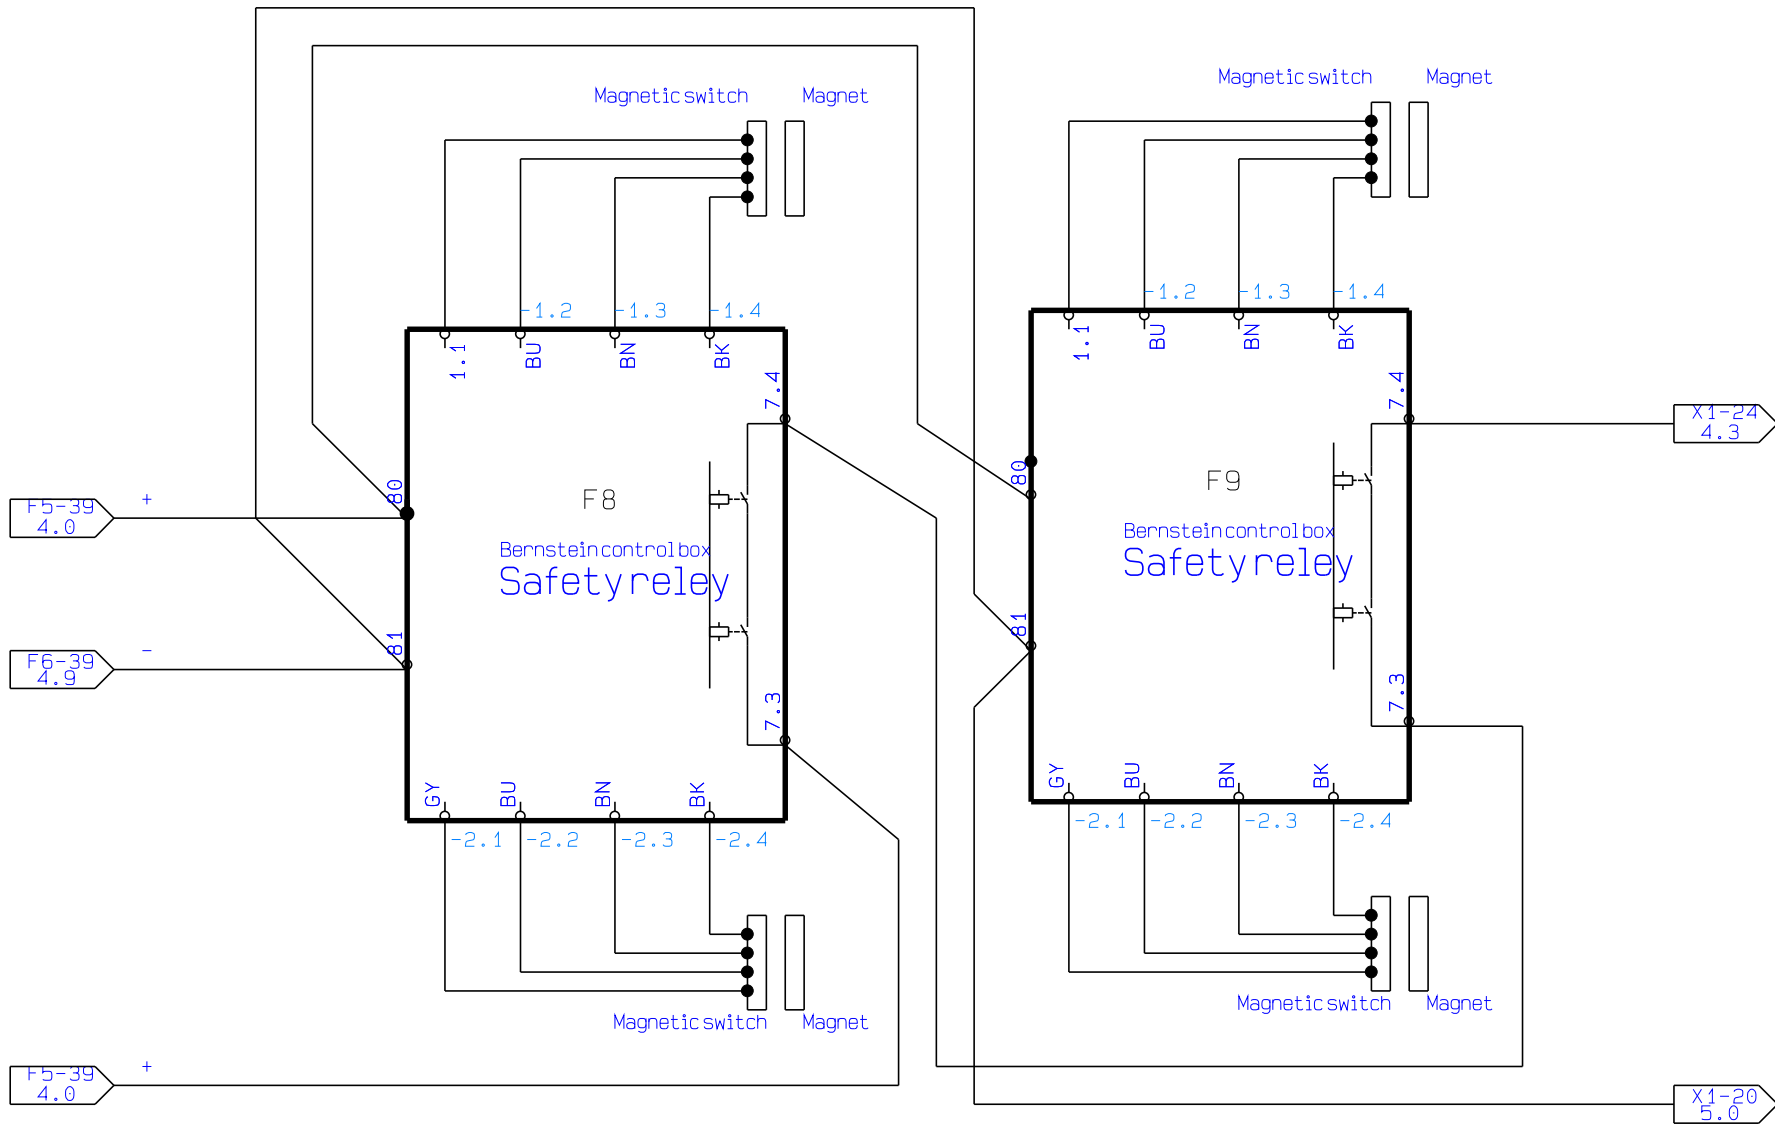 Magnetic switch Magnet
Magnetic switch Magnet
-1.2 -1.3 -1.4
-1.2 -1.3 -1.4
1.1 BU BN BK
1.1 BU BN BK
7.4
7.4
X1-24
4.3
80
80
F5-39
4.0
+
F8
F9
Bernstein control box
Safety reley
Bernstein control box
Safety reley
81
81
F6-39
4.9
-
7.3
7.3
GY BU BN BK
GY BU BN BK
-2.1 -2.2 -2.3 -2.4
-2.1 -2.2 -2.3 -2.4
Magnetic switch Magnet
Magnetic switch Magnet
F5-39
4.0
+
X1-20
5.0